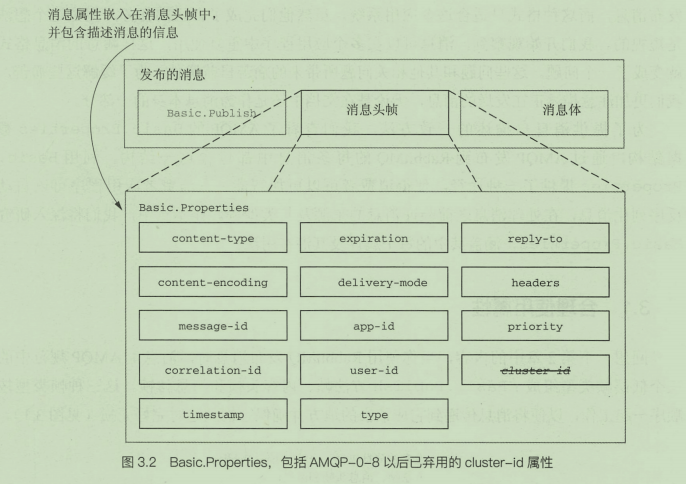 消息属性嵌入在消息头帧中，
并包含描述消息的信息
发布的消息
Basic.Publish
消息头帧
消息体
Basic.Properties
content-type
expiration
reply-to
content-encoding
delivery-mode
headers
message-id
app-id
priority
correlation-id
user-id
cluster-id
timestamp
type
图 3.2 Basic.Properties，包括 AMQP-0-8 以后已弃用的 cluster-id 属性